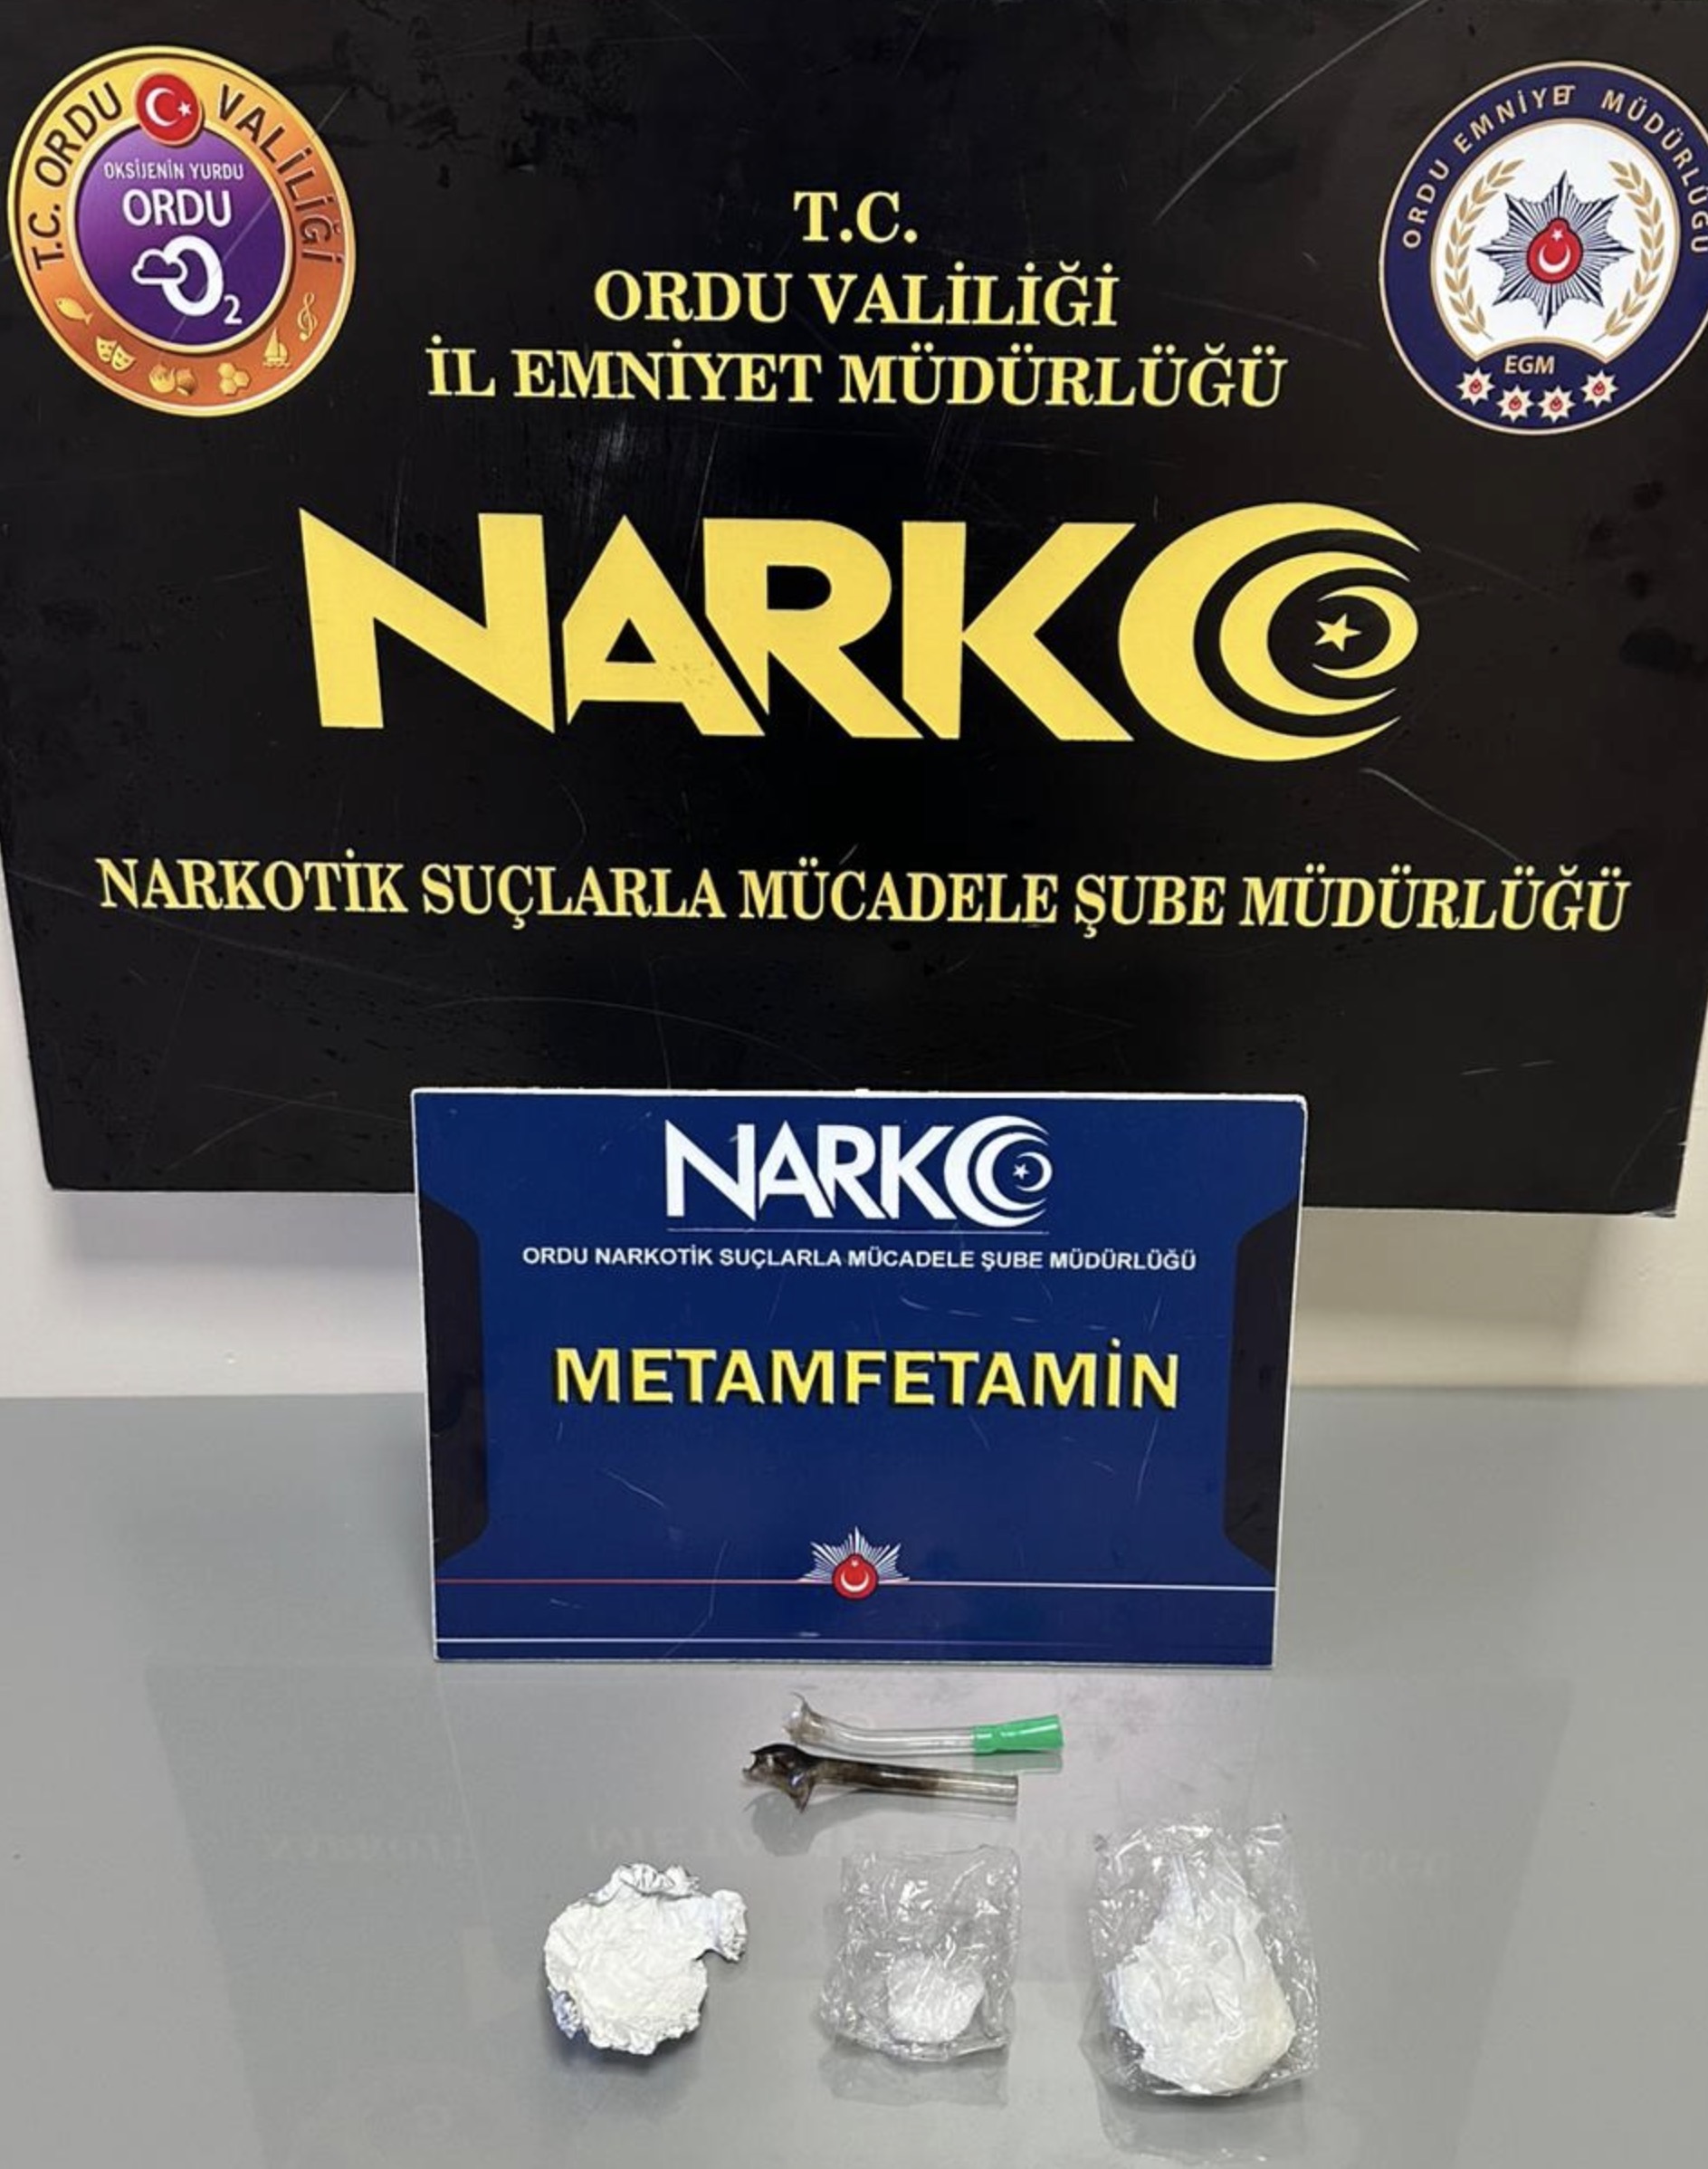 T.C. ORDU VALİLİĞİ
OKSİJENİN YURDU
ORDU
O2
ORDU EMNİYET MÜDÜRLÜĞÜ
EGM
T.C.
ORDU VALİLİĞİ
İL EMNİYET MÜDÜRLÜĞÜ
NARKO
NARKOTİK SUÇLARLA MÜCADELE ŞUBE MÜDÜRLÜĞÜ
NARKO
ORDU NARKOTİK SUÇLARLA MÜCADELE ŞUBE MÜDÜRLÜĞÜ
METAMFETAMİN